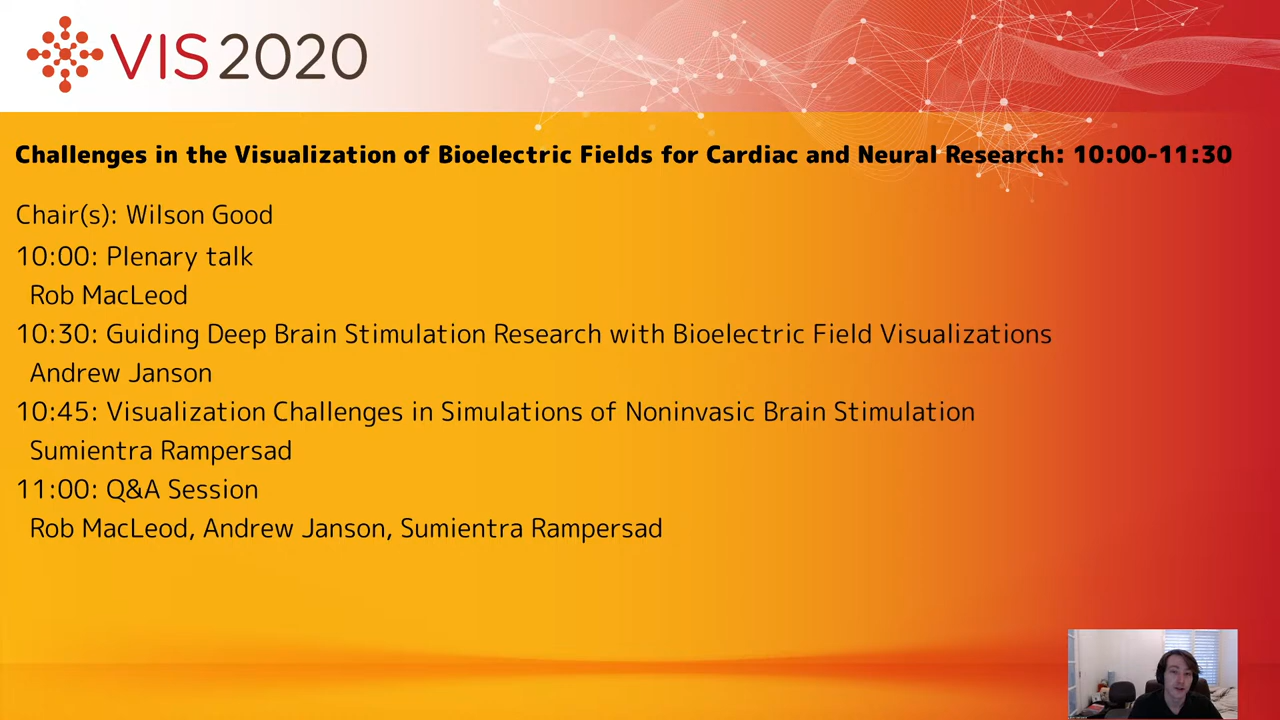 VIS2020
Challenges in the Visualization of Bioelectric Fields for Cardiac and Neural Research: 10:00-11:30
Chair(s): Wilson Good
10:00: Plenary talk
Rob MacLeod
10:30: Guiding Deep Brain Stimulation Research with Bioelectric Field Visualizations
Andrew Janson
10:45: Visualization Challenges in Simulations of Noninvasic Brain Stimulation
Sumientra Rampersad
11:00: Q&A Session
Rob MacLeod, Andrew Janson, Sumientra Rampersad